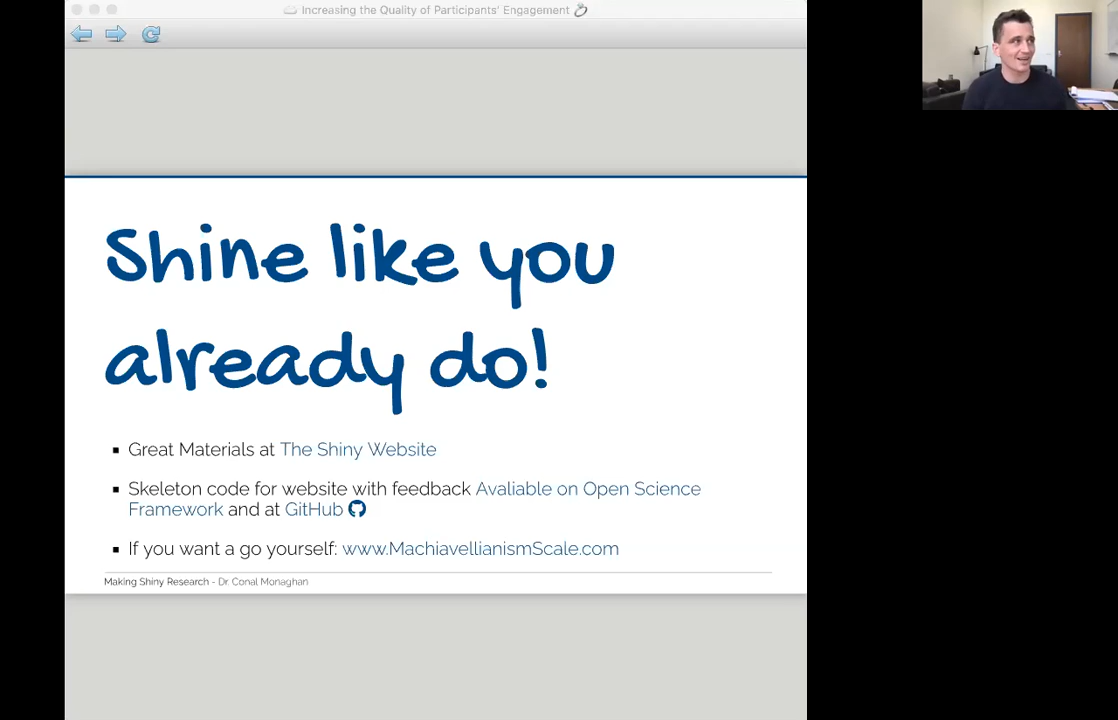 Increasing the Quality of Participants' Engagement
Shine like you
already do!
Great Materials at The Shiny Website
Skeleton code for website with feedback Avaliable on Open Science
Framework and at GitHub
If you want a go yourself: www.MachiavellianismScale.com
Making Shiny Research - Dr. Conal Monaghan